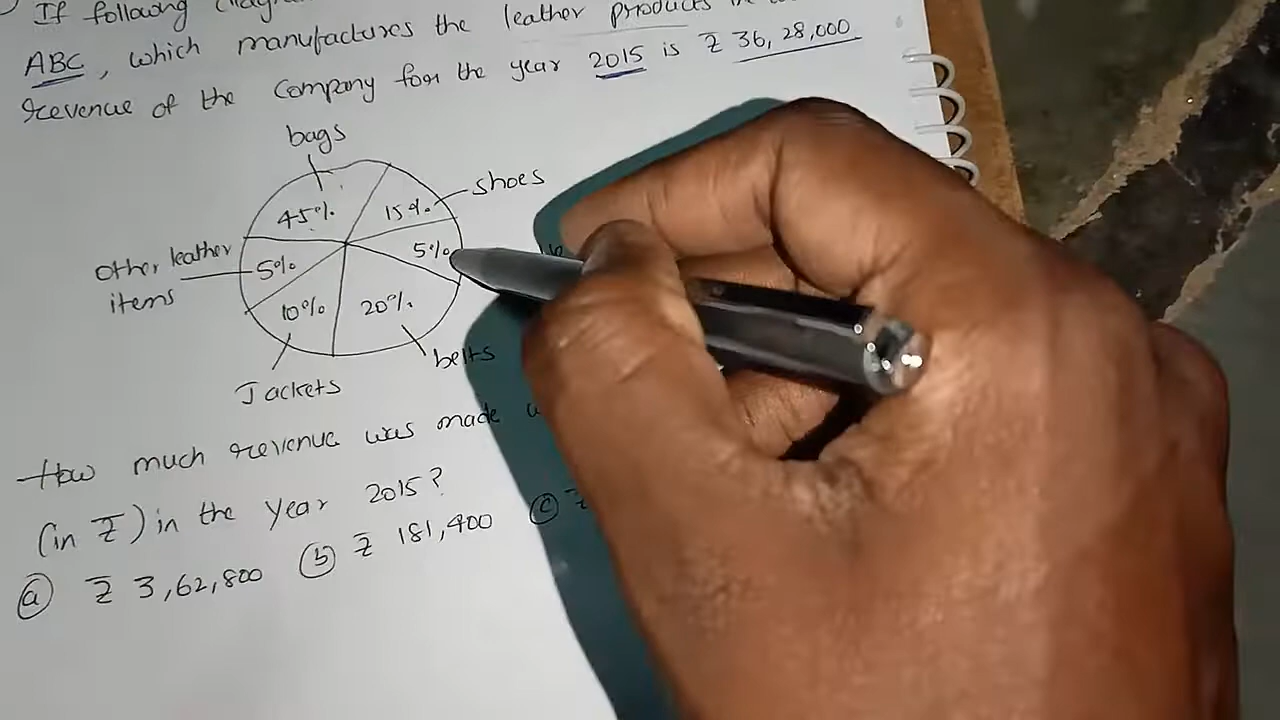 If following
ABC, which manufactures the leather products
revenue of the Company for the year 2015 is ₹ 36,28,000
bags
shoes
45%
15%
5%
Other leather
items
5%
10%
20%
belts
Jackets
How much revenue was made
(in ₹) in the year 2015?
ⓐ ₹ 3,62,800 ⓑ ₹ 181,400 ⓒ ₹